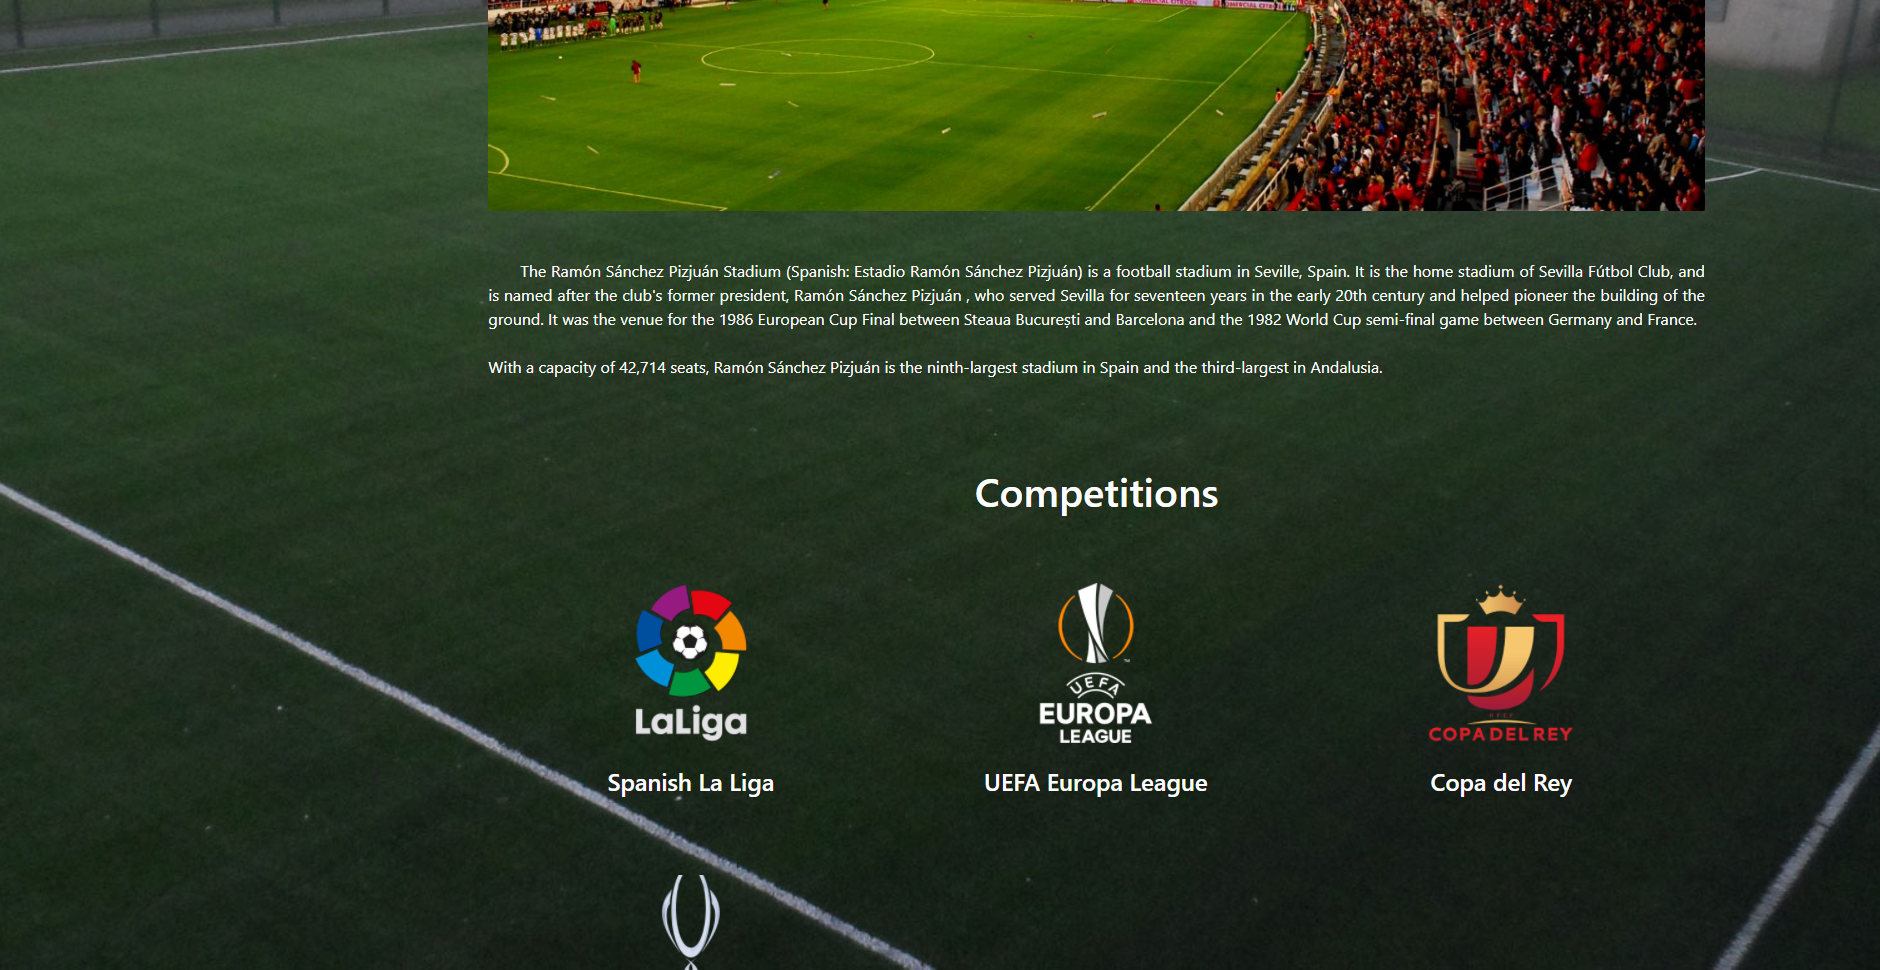 COMERCIAL CITROËN
The Ramón Sánchez Pizjuán Stadium (Spanish: Estadio Ramón Sánchez Pizjuán) is a football stadium in Seville, Spain. It is the home stadium of Sevilla Fútbol Club, and
is named after the club's former president, Ramón Sánchez Pizjuán , who served Sevilla for seventeen years in the early 20th century and helped pioneer the building of the
ground. It was the venue for the 1986 European Cup Final between Steaua București and Barcelona and the 1982 World Cup semi-final game between Germany and France.
With a capacity of 42,714 seats, Ramón Sánchez Pizjuán is the ninth-largest stadium in Spain and the third-largest in Andalusia.
Competitions
LaLiga
UEFA
EUROPA
LEAGUE
RFEF
COPA DEL REY
Spanish La Liga
UEFA Europa League
Copa del Rey